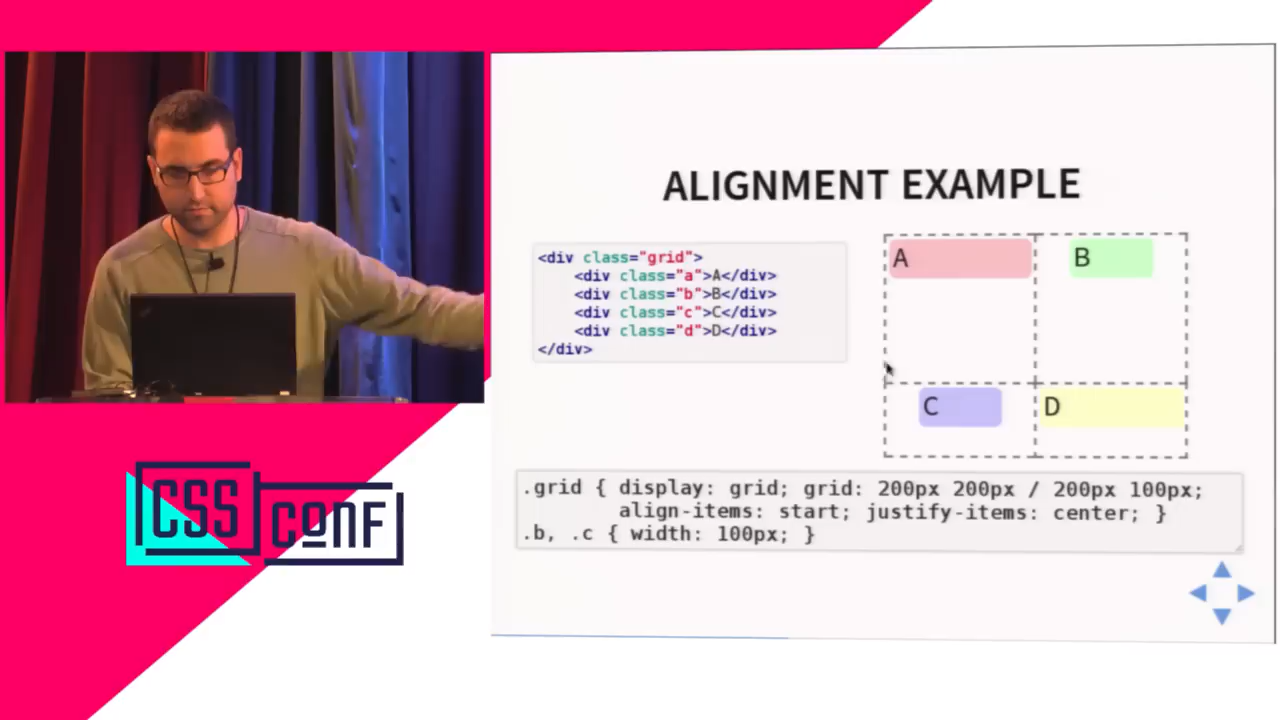 ALIGNMENT EXAMPLE
<div class="grid">
<div class="a">A</div>
<div class="b">B</div>
<div class="c">C</div>
<div class="d">D</div>
</div>
A
B
C
D
.grid { display: grid; grid: 200px 200px / 200px 100px;
align-items: start; justify-items: center; }
.b, .c { width: 100px; }
CSS
CONF